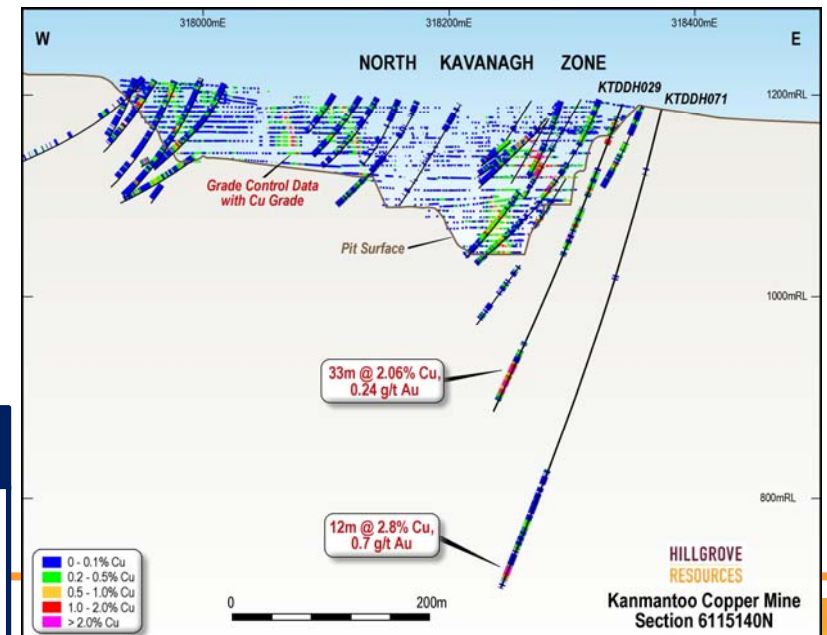 318000mE 318200mE 318400mE
W E
NORTH KAVANAGH ZONE
KTDDH029
KTDDH071
1200mRL 1200mRL
Grade Control Data
with Cu Grade
Pit Surface
1000mRL 1000mRL
33m @ 2.06% Cu,
0.24 g/t Au
800mRL
12m @ 2.8% Cu,
0.7 g/t Au
0 - 0.1% Cu
0.2 - 0.5% Cu
0.5 - 1.0% Cu
1.0 - 2.0% Cu
> 2.0% Cu
0 200m
HILLGROVE
RESOURCES
Kanmantoo Copper Mine
Section 6115140N